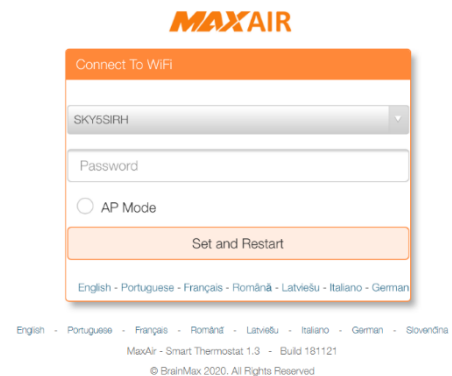 MAXAIR
Connect To WiFi
SKY5SIRH
Password
AP Mode
Set and Restart
English - Portuguese - Français - Română - Latviešu - Italiano - German
English - Portuguese - Français - Română - Latviešu - Italiano - German - Slovenčina
MaxAir - Smart Thermostat 1.3 - Build 181121
© BrainMax 2020. All Rights Reserved